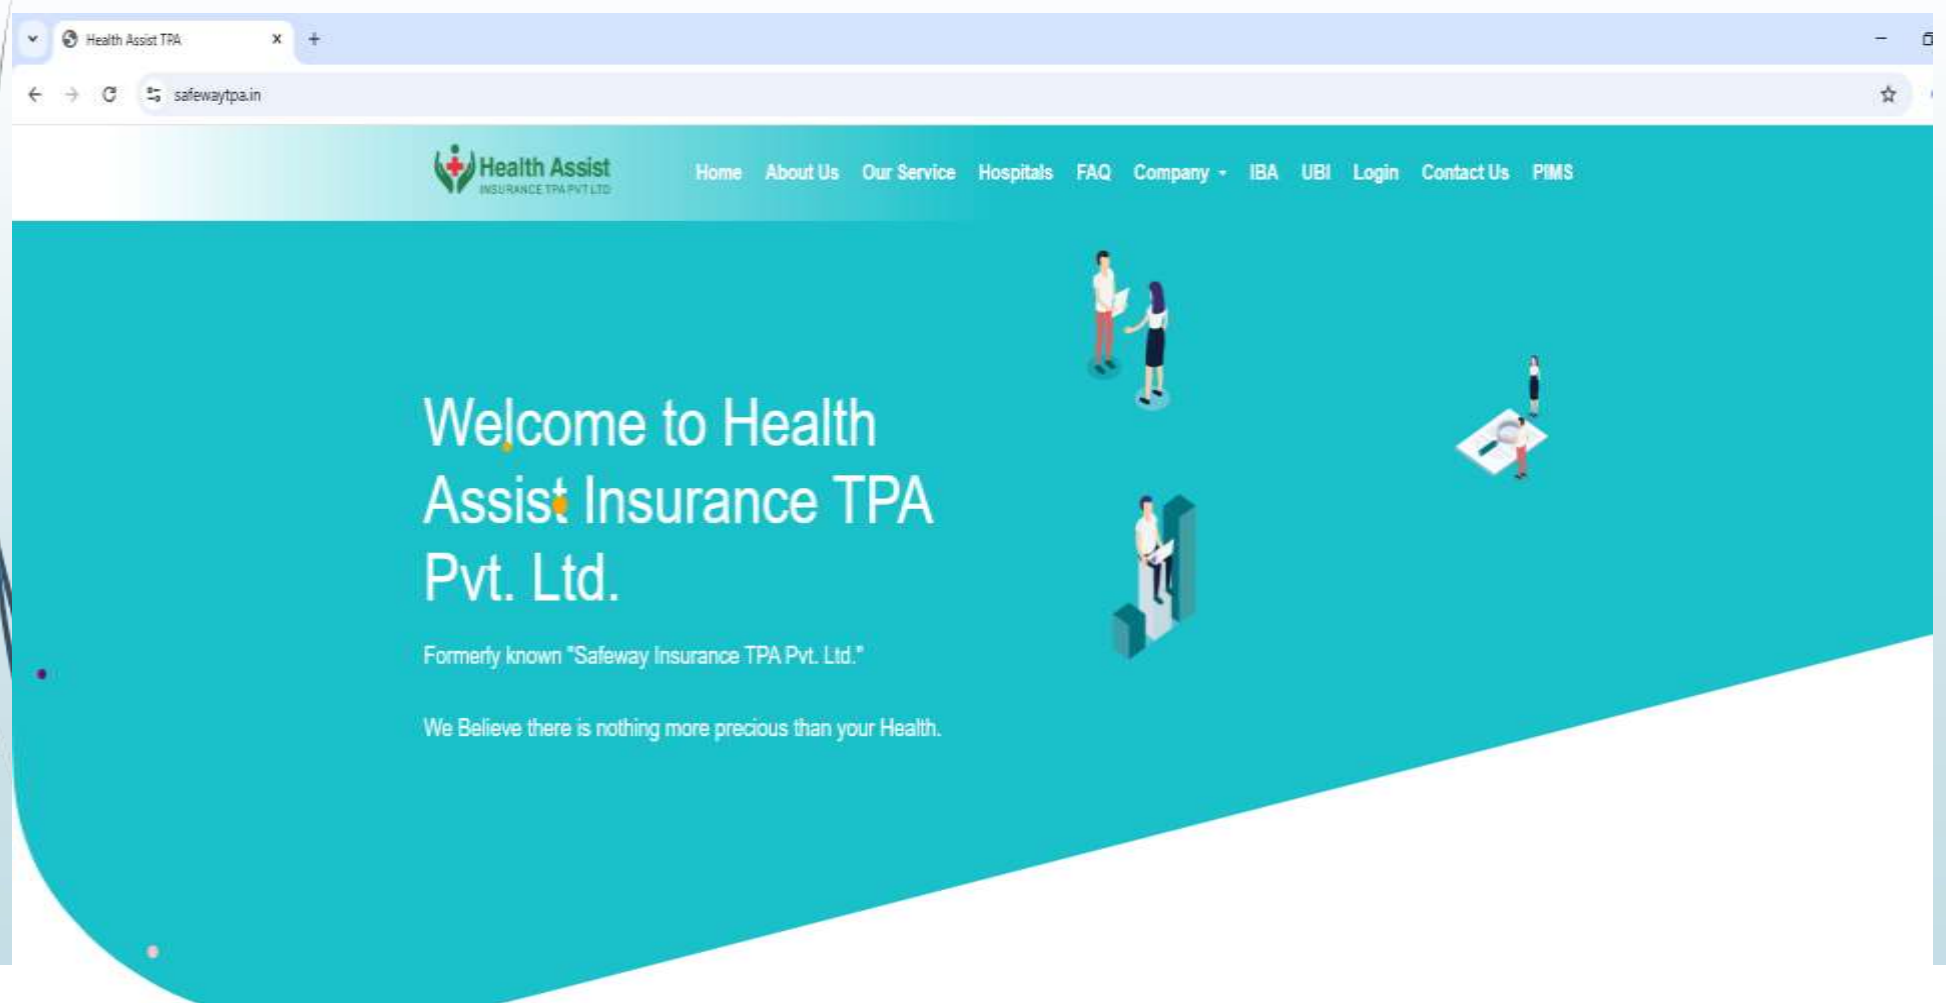 Health Assist TPA
safewaytpa.in
Health Assist
INSURANCE TPA PVT LTD
Home About Us Our Service Hospitals FAQ Company IBA UBI Login Contact Us PIMS
Welcome to Health
Assist Insurance TPA
Pvt. Ltd.
Formerly known "Safeway Insurance TPA Pvt. Ltd."
We Believe there is nothing more precious than your Health.